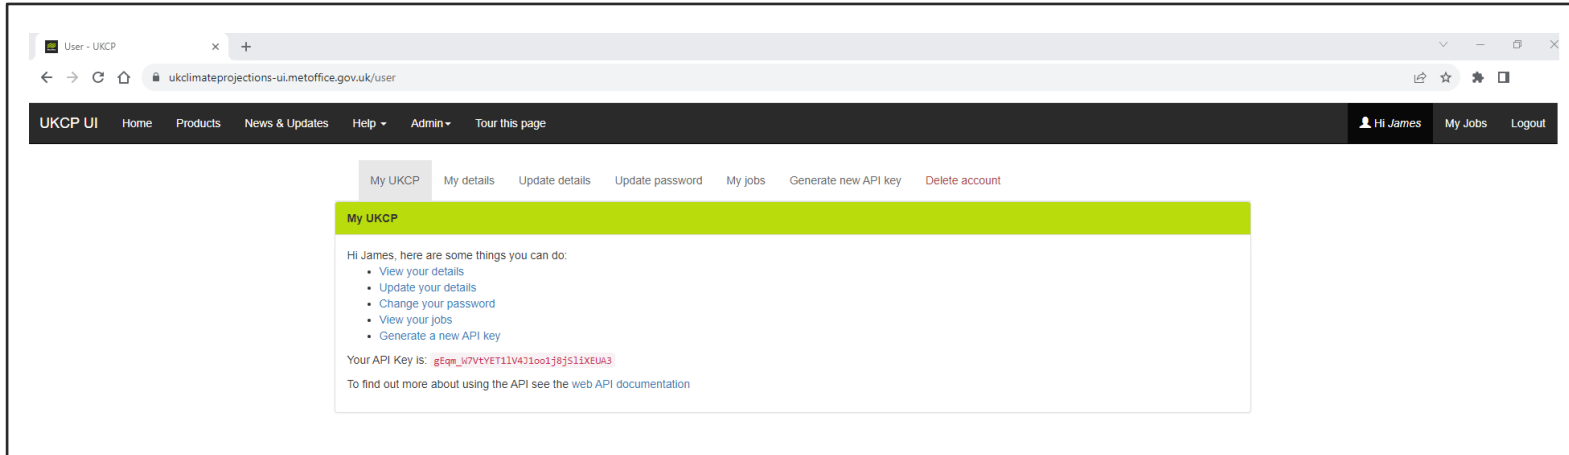 User - UKCP
ukclimateprojections-ui.metoffice.gov.uk/user
UKCP UI Home Products News & Updates Help Admin Tour this page Hi James My Jobs Logout
My UKCP My details Update details Update password My jobs Generate new API key Delete account
My UKCP
Hi James, here are some things you can do:
• View your details
• Update your details
• Change your password
• View your jobs
• Generate a new API key
Your API Key is: gEqm_W7VtYET1lV4J1oo1j8jSliXEUA3
To find out more about using the API see the web API documentation